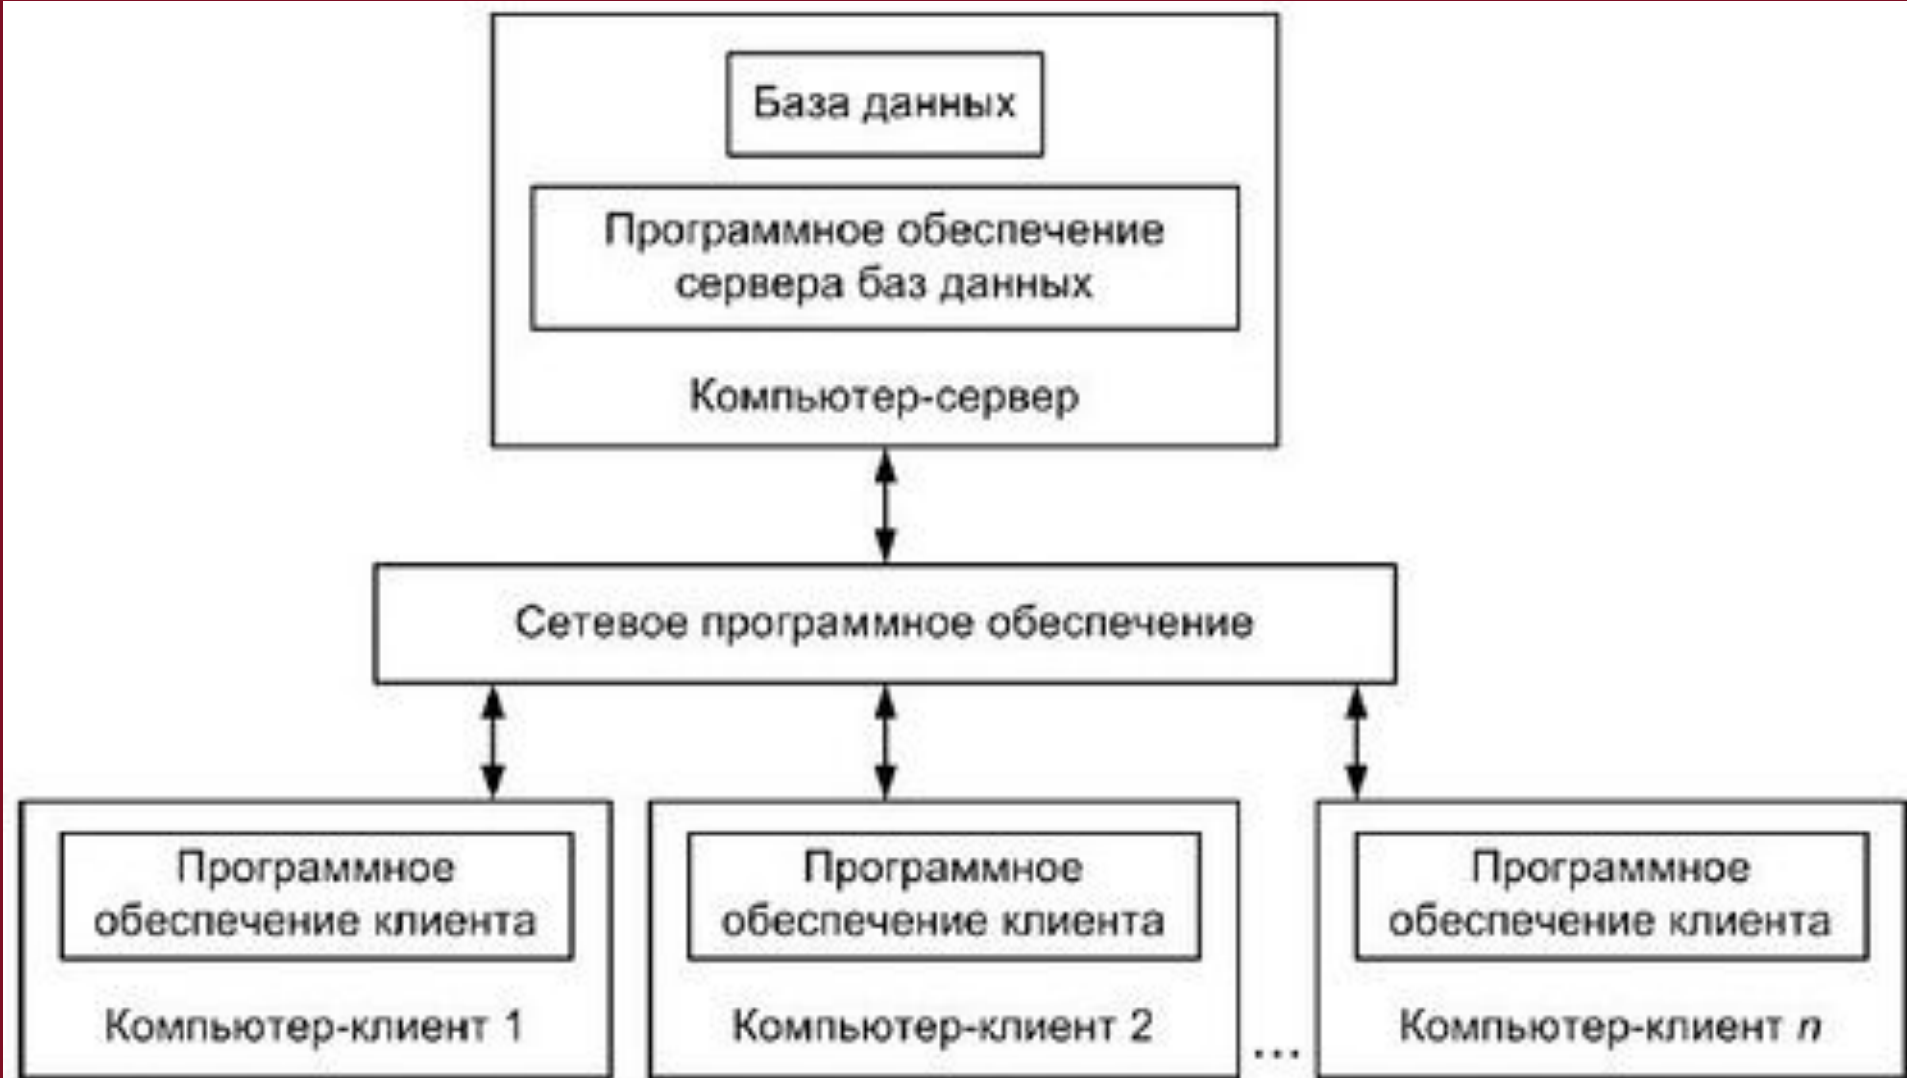 База данных
Программное обеспечение
сервера баз данных
Компьютер-сервер
Сетевое программное обеспечение
Программное
обеспечение клиента
Компьютер-клиент 1
Программное
обеспечение клиента
Компьютер-клиент 2
...
Программное
обеспечение клиента
Компьютер-клиент n